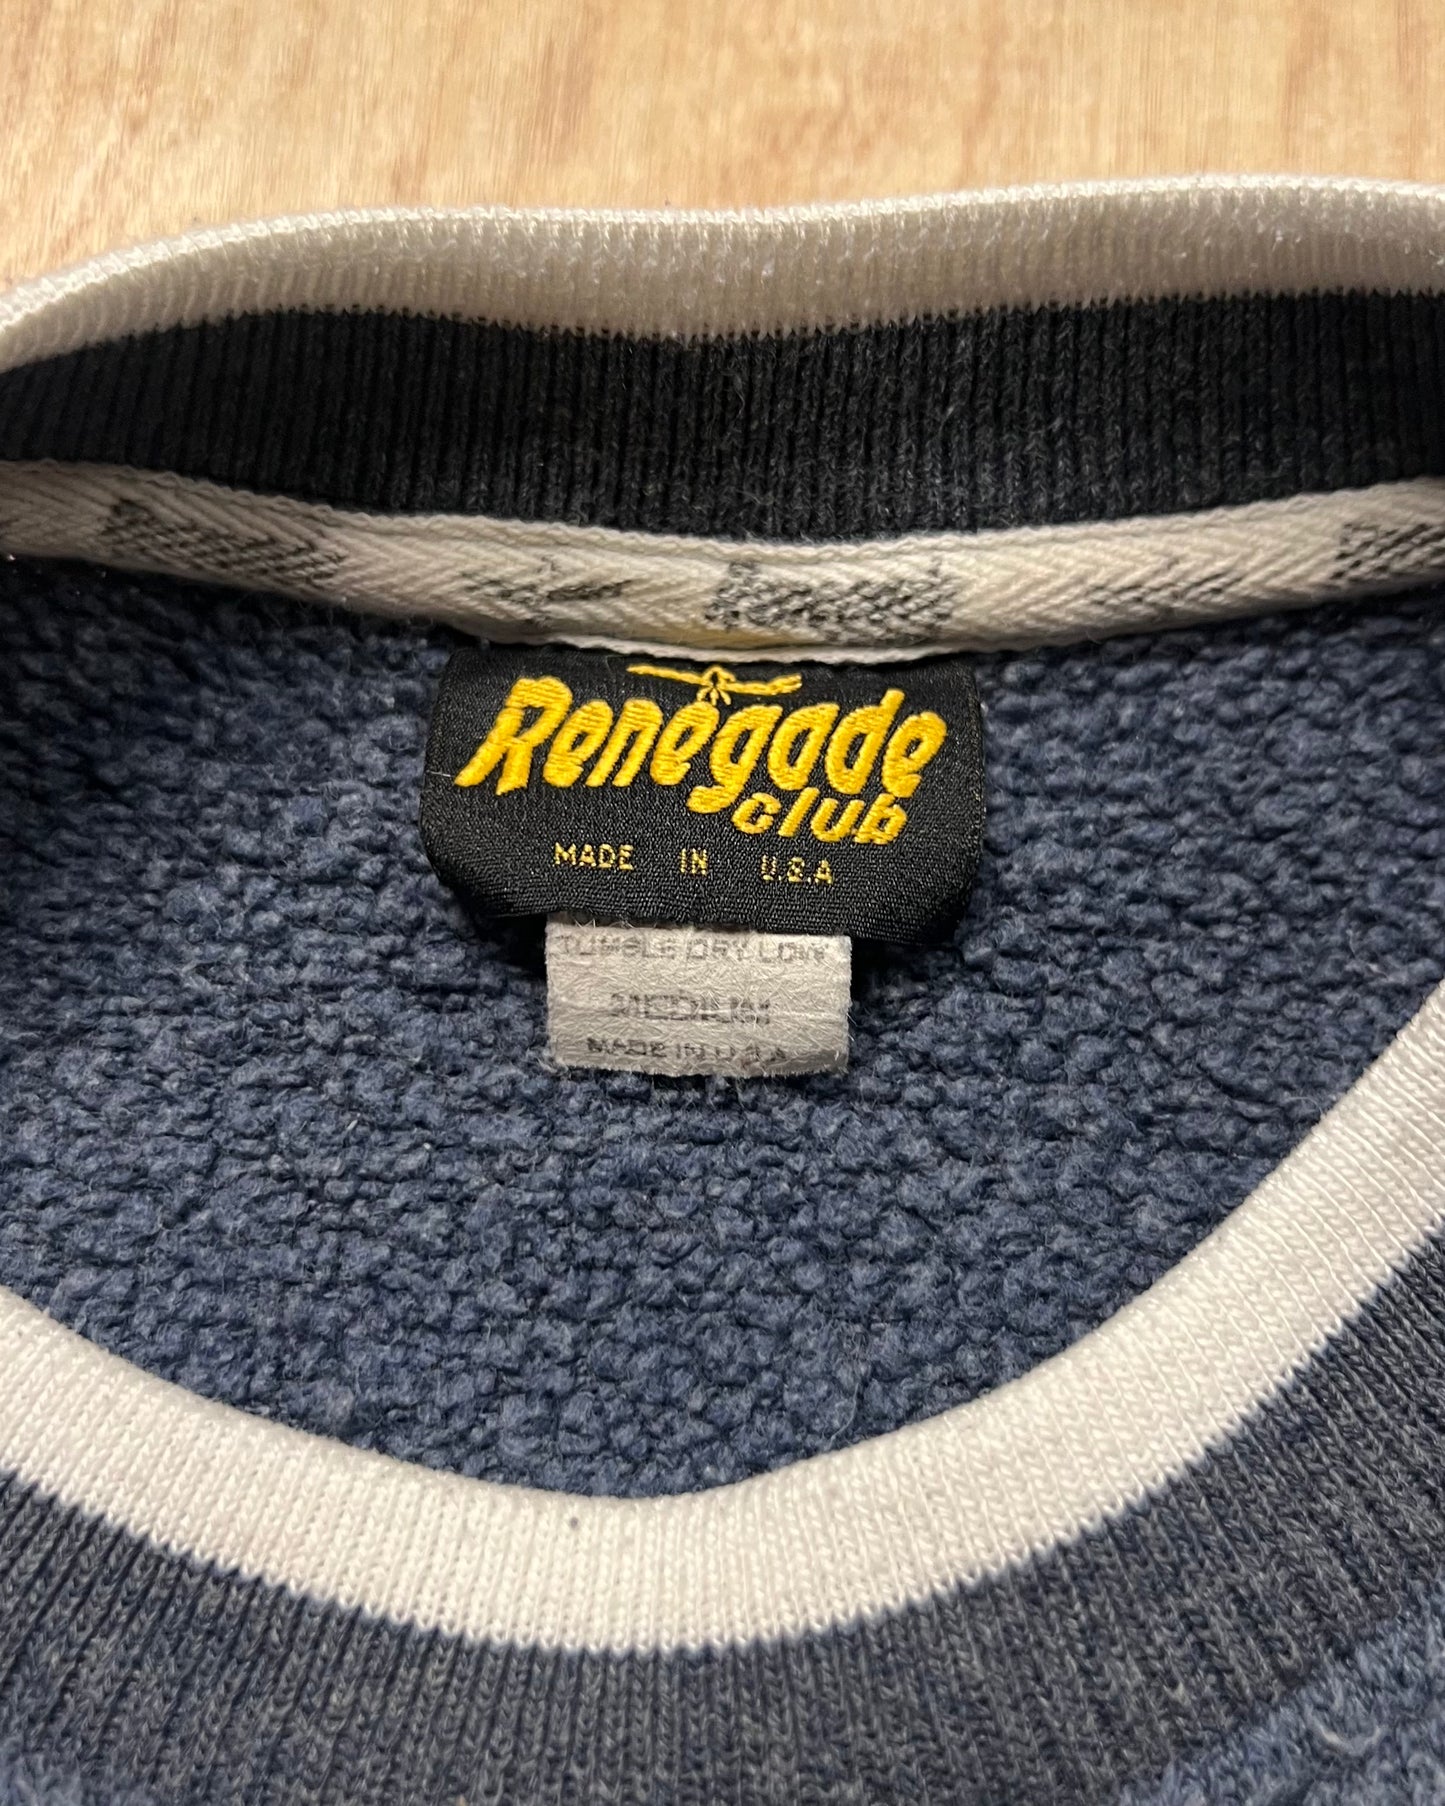 Renegade
club
MADE IN U.S.A
TUMBLE DRY LOW
MEDIUM
MADE IN U.S.A.